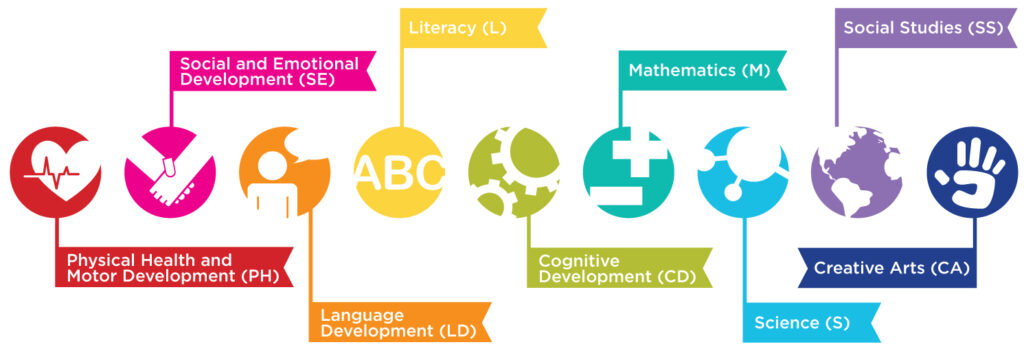 Literacy (L)
Social Studies (SS)
Social and Emotional
Development (SE)
Mathematics (M)
ABC
Physical Health and
Motor Development (PH)
Cognitive
Development (CD)
Creative Arts (CA)
Language
Development (LD)
Science (S)